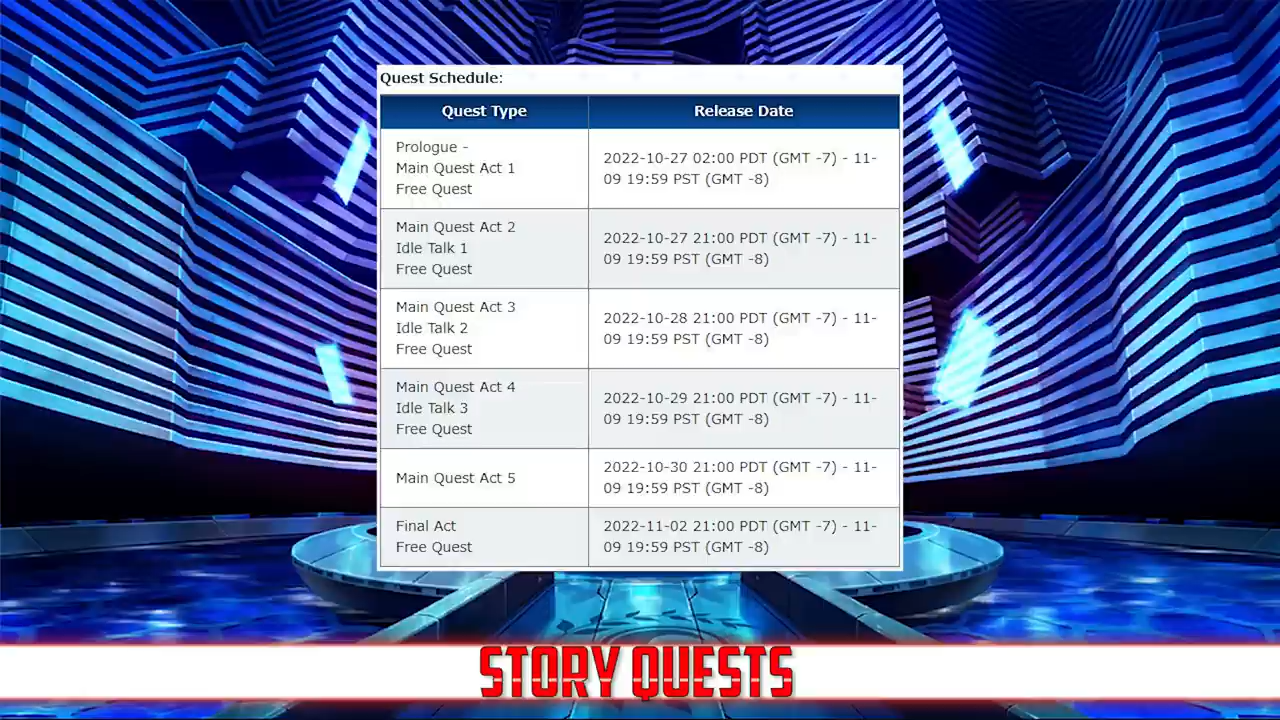 Quest Schedule:
Quest Type
Release Date
Prologue -
Main Quest Act 1
Free Quest
2022-10-27 02:00 PDT (GMT -7) - 11-
09 19:59 PST (GMT -8)
Main Quest Act 2
Idle Talk 1
Free Quest
2022-10-27 21:00 PDT (GMT -7) - 11-
09 19:59 PST (GMT -8)
Main Quest Act 3
Idle Talk 2
Free Quest
2022-10-28 21:00 PDT (GMT -7) - 11-
09 19:59 PST (GMT -8)
Main Quest Act 4
Idle Talk 3
Free Quest
2022-10-29 21:00 PDT (GMT -7) - 11-
09 19:59 PST (GMT -8)
Main Quest Act 5
2022-10-30 21:00 PDT (GMT -7) - 11-
09 19:59 PST (GMT -8)
Final Act
Free Quest
2022-11-02 21:00 PDT (GMT -7) - 11-
09 19:59 PST (GMT -8)
STORY QUESTS